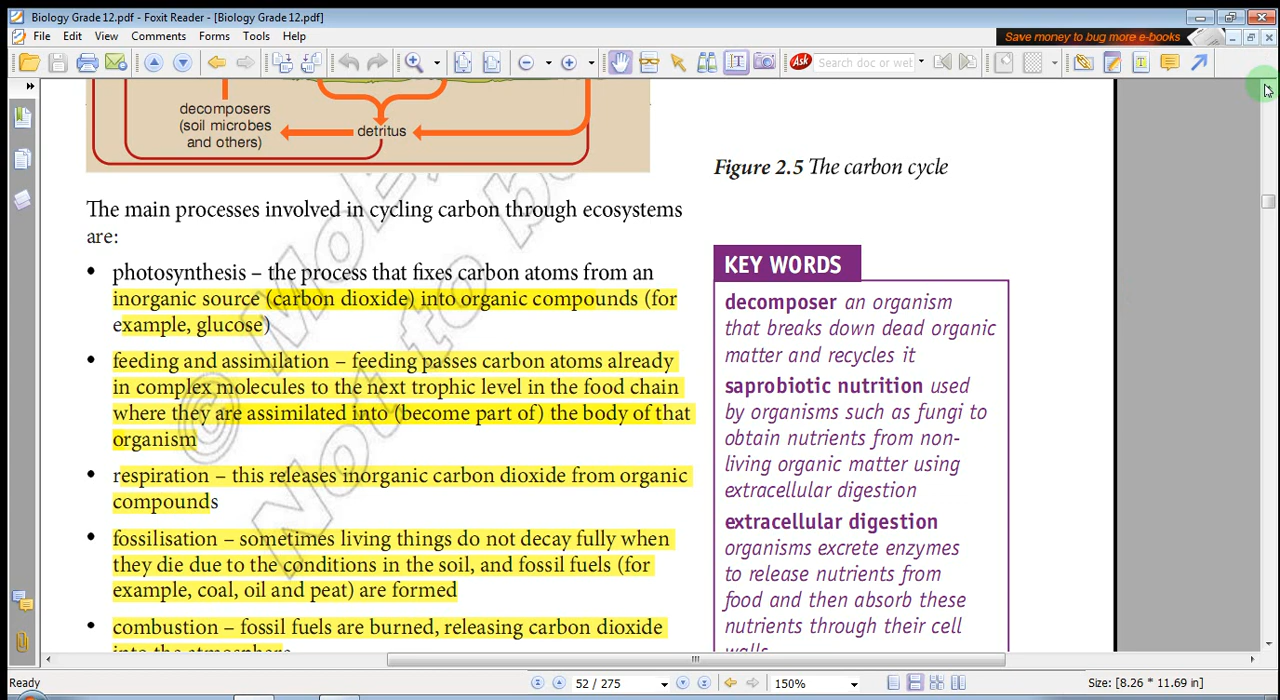 Biology Grade 12.pdf - Foxit Reader - [Biology Grade 12.pdf]
File Edit View Comments Forms Tools Help
Save money to bug more e-books
Ask Search doc or wel
decomposers
(soil microbes
and others)
detritus
Figure 2.5 The carbon cycle
The main processes involved in cycling carbon through ecosystems
are:
• photosynthesis – the process that fixes carbon atoms from an
inorganic source (carbon dioxide) into organic compounds (for
example, glucose)
• feeding and assimilation – feeding passes carbon atoms already
in complex molecules to the next trophic level in the food chain
where they are assimilated into (become part of) the body of that
organism
• respiration – this releases inorganic carbon dioxide from organic
compounds
• fossilisation – sometimes living things do not decay fully when
they die due to the conditions in the soil, and fossil fuels (for
example, coal, oil and peat) are formed
• combustion – fossil fuels are burned, releasing carbon dioxide
into the atmosphere
KEY WORDS
decomposer an organism
that breaks down dead organic
matter and recycles it
saprobiotic nutrition used
by organisms such as fungi to
obtain nutrients from non-
living organic matter using
extracellular digestion
extracellular digestion
organisms excrete enzymes
to release nutrients from
food and then absorb these
nutrients through their cell
walls
Ready
52 / 275
150%
Size: [8.26 * 11.69 in]